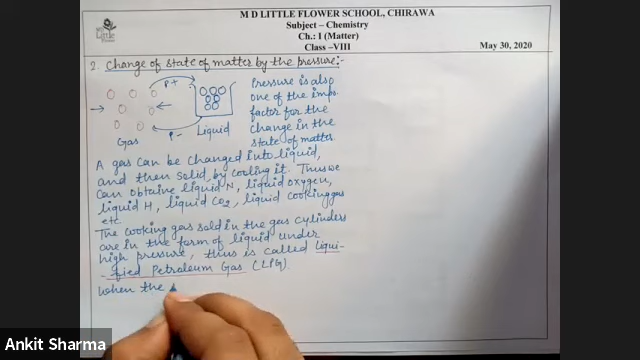 M D LITTLE FLOWER SCHOOL, CHIRAWA
Subject – Chemistry
Ch.: I (Matter)
Class –VIII
May 30, 2020
2. Change of state of matter by the pressure:-
P+
P-
Gas
Liquid
Pressure is also
one of the imp.
factor for the
change in the
state of matter.
A gas can be changed into liquid,
and then solid by cooling it. Thus we
can obtaine liquid N, liquid oxygen,
liquid H, liquid CO2, liquid cooking gas
etc.
The cooking gas sold in the gas cylinders
are in the form of liquid under
high pressure, thus is called Liqui-
-fied Petroleum Gas (LPG)
When the
Ankit Sharma